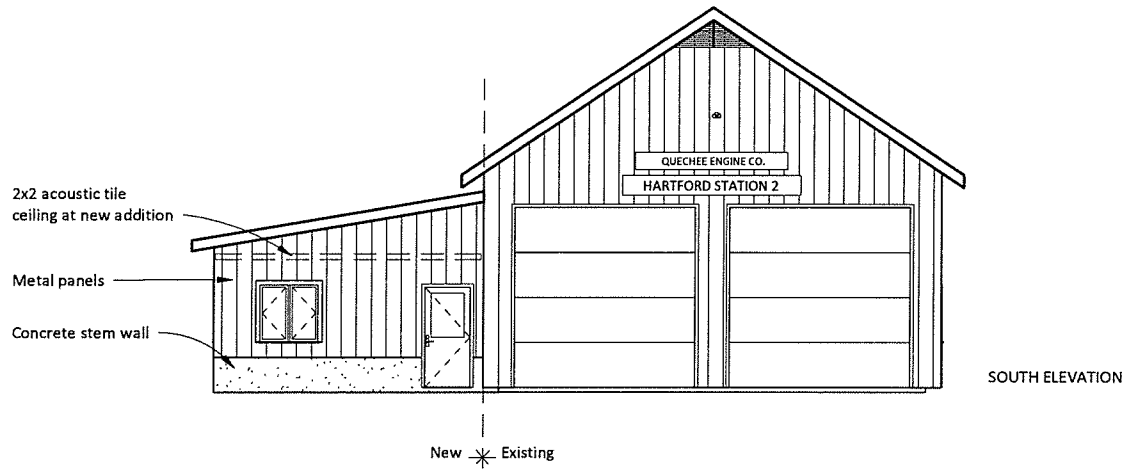 QUECHEE ENGINE CO.
HARTFORD STATION 2
2x2 acoustic tile
ceiling at new addition
Metal panels
Concrete stem wall
SOUTH ELEVATION
New Existing